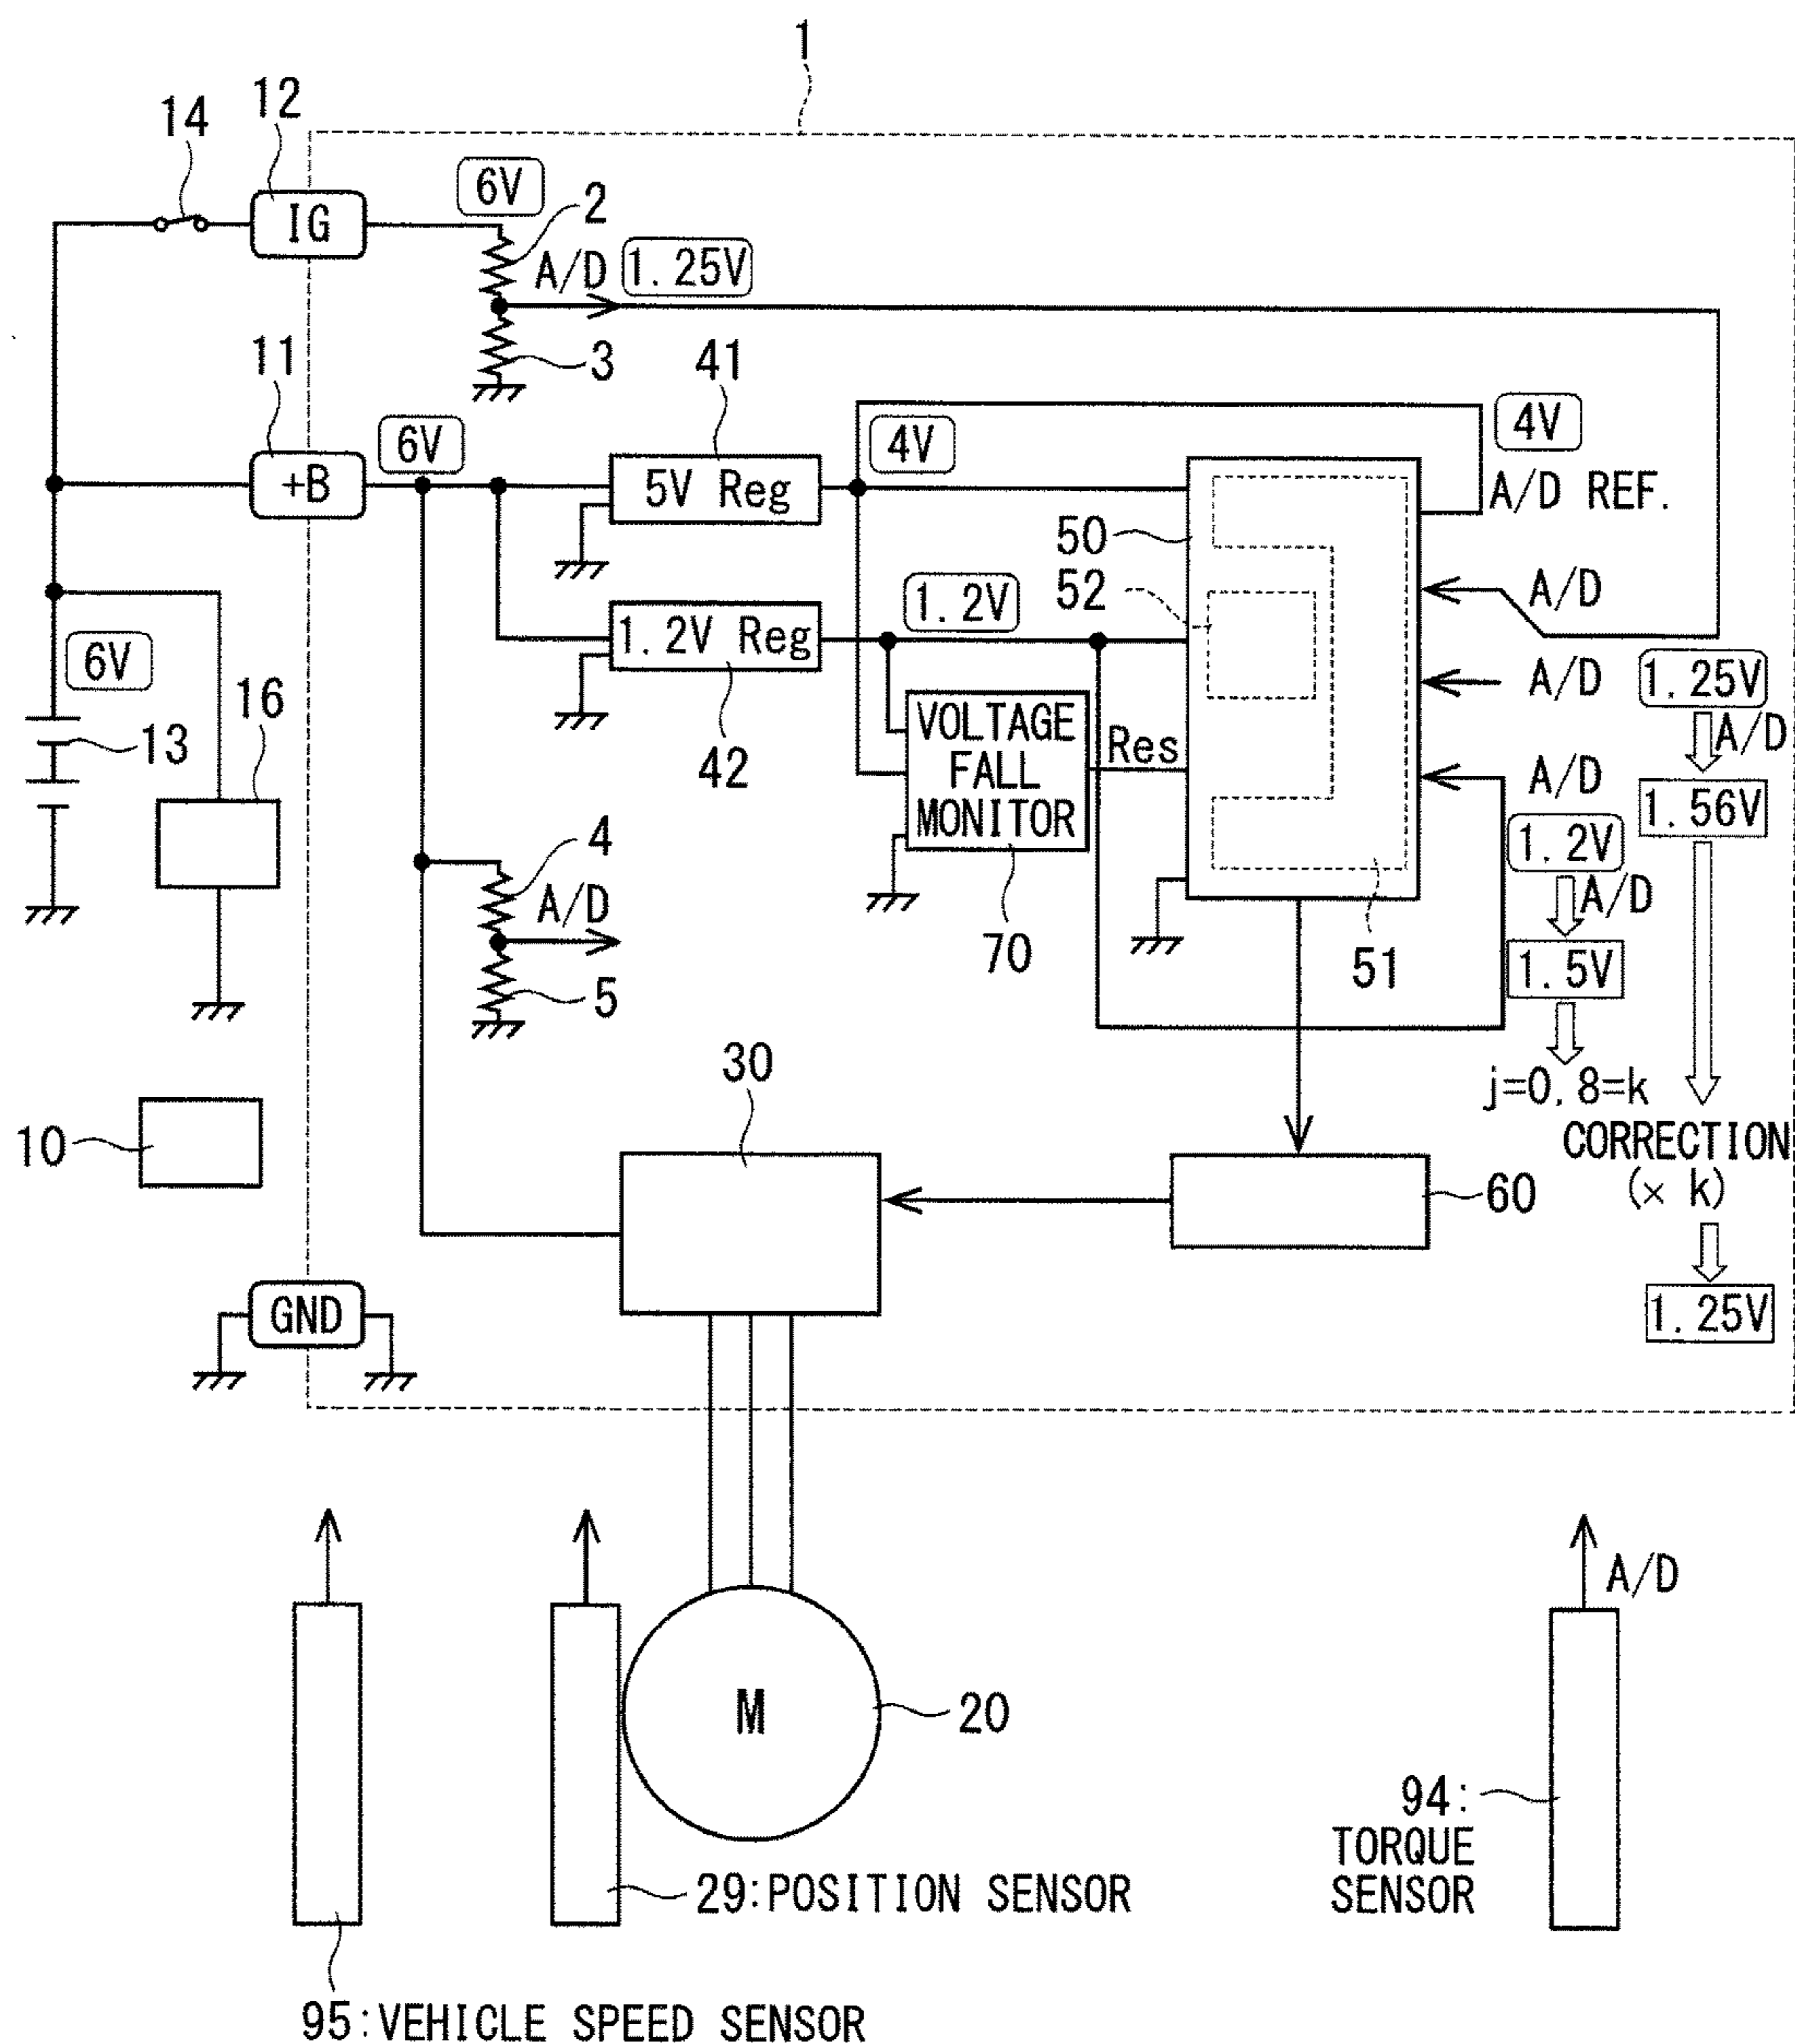 1
14
12
IG
6V
2
A/D
1.25V
3
11
+B
6V
41
5V Reg
4V
4V
A/D REF.
50
52
1.2V
A/D
1.2V Reg
42
6V
13
16
VOLTAGE
FALL
MONITOR
Res
70
A/D
1.25V
A/D
1.56V
A/D
1.2V
A/D
1.5V
51
j=0.8=k
CORRECTION
(× k)
1.25V
4
A/D
5
10
30
60
GND
M
20
A/D
94:
TORQUE
SENSOR
29:POSITION SENSOR
95:VEHICLE SPEED SENSOR